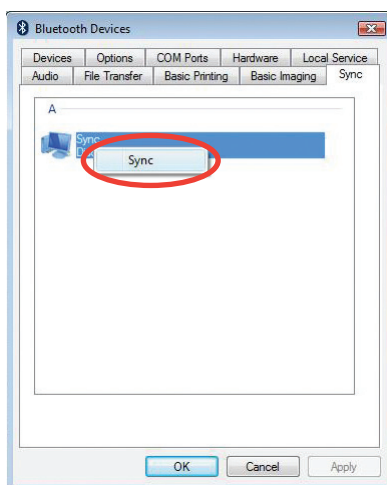 Bluetooth Devices
Devices Options COM Ports Hardware Local Service
Audio File Transfer Basic Printing Basic Imaging Sync
A
Sync
Sync
OK Cancel Apply